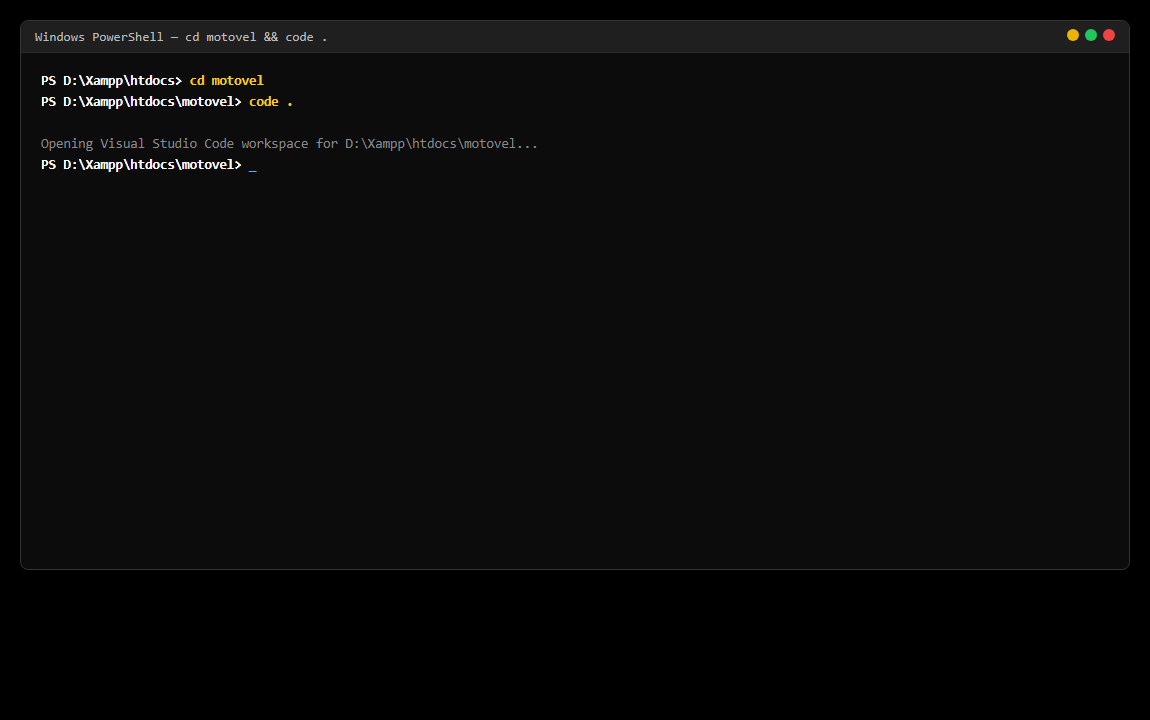 Windows PowerShell — cd motovel && code .
PS D:\Xampp\htdocs> cd motovel
PS D:\Xampp\htdocs\motovel> code .
Opening Visual Studio Code workspace for D:\Xampp\htdocs\motovel...
PS D:\Xampp\htdocs\motovel> _